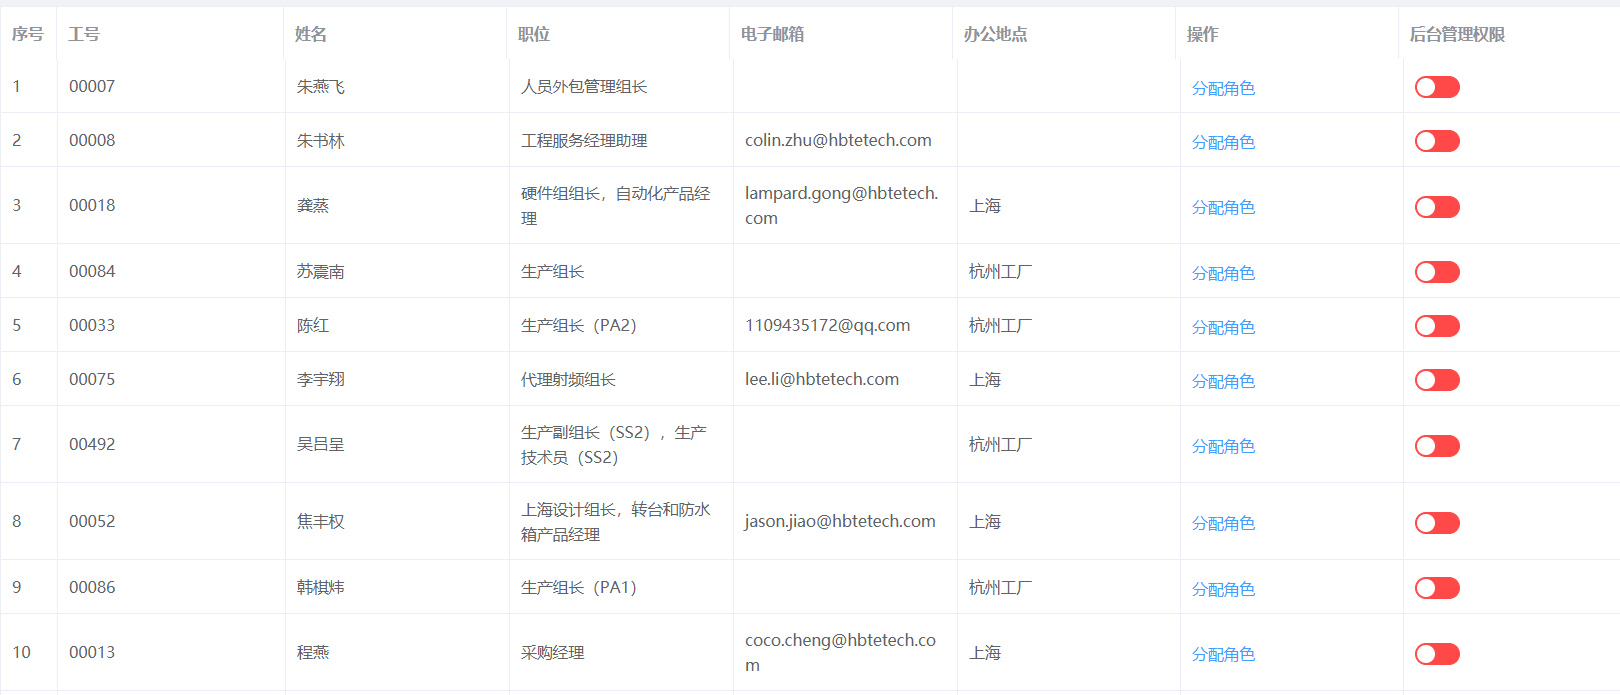 序号 工号 姓名 职位 电子邮箱 办公地点 操作 后台管理权限
1 00007 朱燕飞 人员外包管理组长 分配角色
2 00008 朱书林 工程服务经理助理 colin.zhu@hbtetech.com 分配角色
3 00018 龚蒸 硬件组组长，自动化产品经 lampard.gong@hbtetech. 上海 分配角色
理 com
4 00084 苏震南 生产组长 杭州工厂 分配角色
5 00033 陈红 生产组长（PA2） 1109435172@qq.com 杭州工厂 分配角色
6 00075 李宇翔 代理射频组长 lee.li@hbtetech.com 上海 分配角色
7 00492 吴吕呈 生产副组长（SS2），生产 杭州工厂 分配角色
技术员（SS2）
8 00052 焦丰权 上海设计组长，转台和防水 jason.jiao@hbtetech.com 上海 分配角色
箱产品经理
9 00086 韩棋炜 生产组长（PA1） 杭州工厂 分配角色
10 00013 程燕 采购经理 coco.cheng@hbtetech.co 上海 分配角色
m